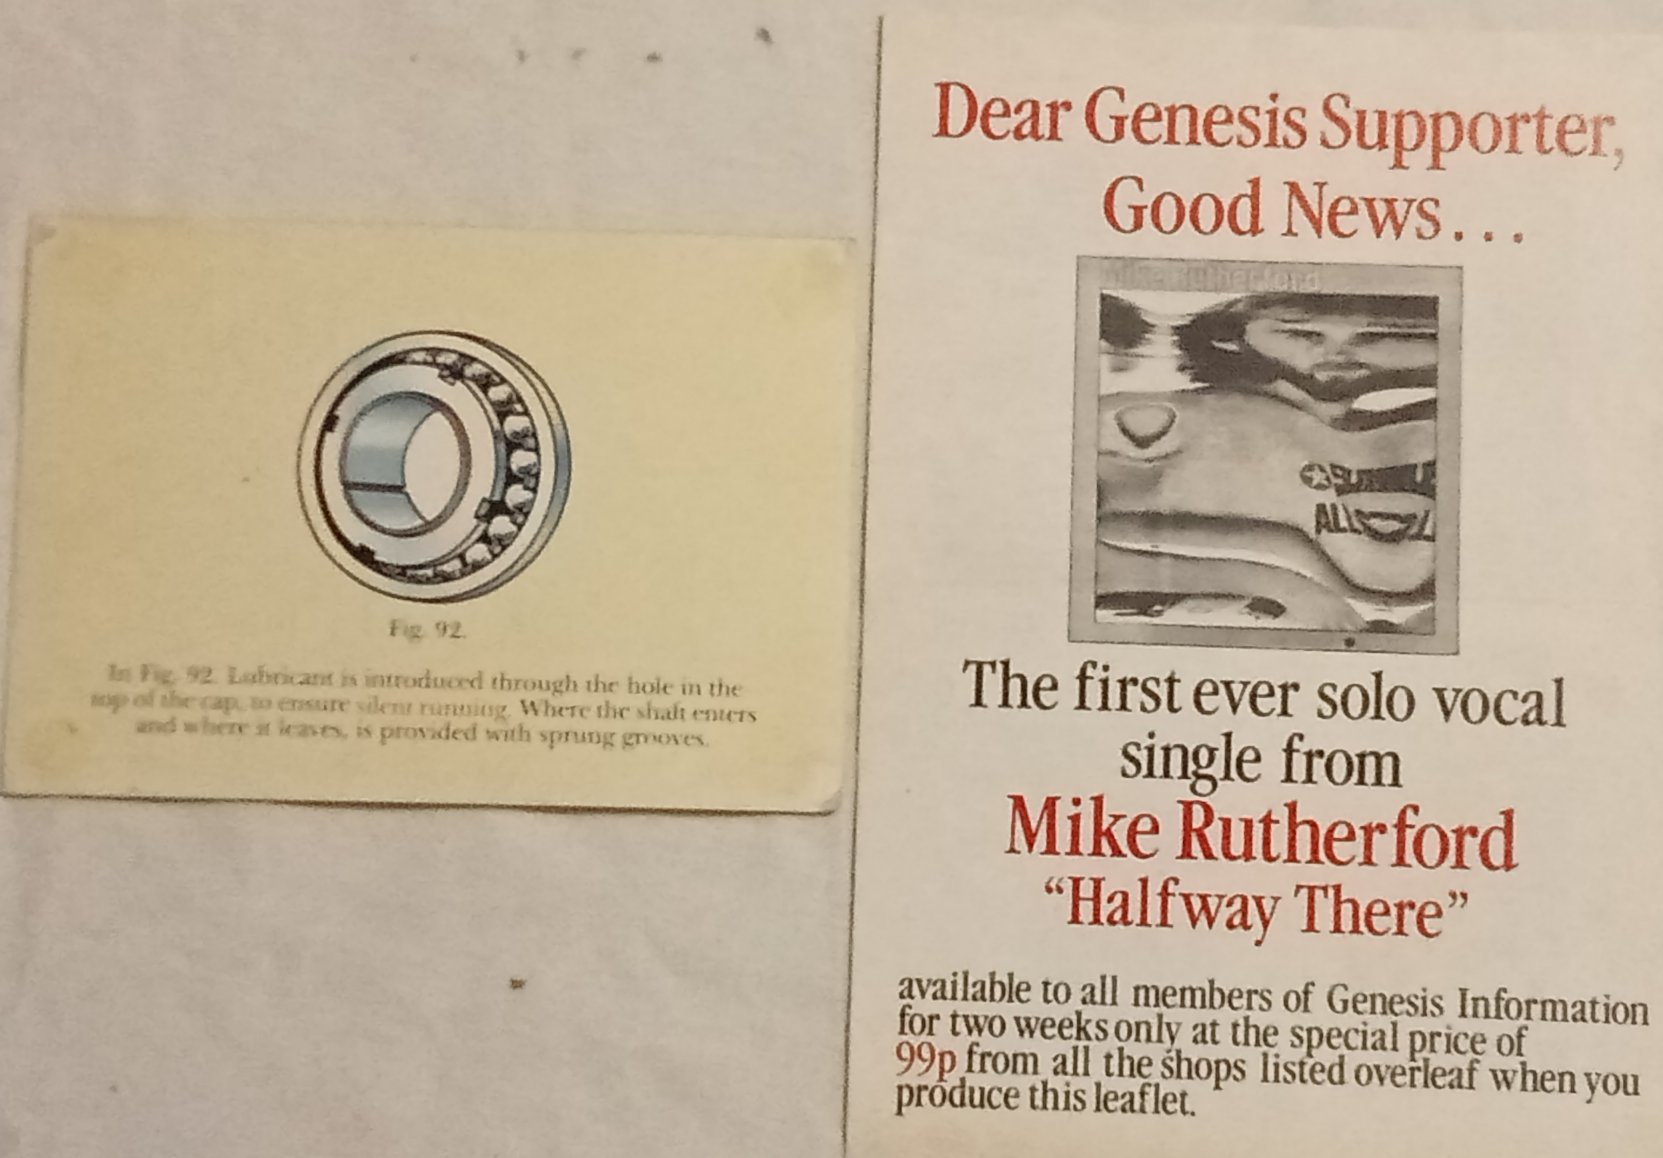 Fig. 92.
In Fig. 92. Lubricant is introduced through the hole in the
top of the cap, to ensure silent running. Where the shaft enters
and where it leaves, is provided with sprung grooves.
Dear Genesis Supporter,
Good News...
Mike Rutherford
ALL
The first ever solo vocal
single from
Mike Rutherford
“Halfway There”
available to all members of Genesis Information
for two weeks only at the special price of
99p from all the shops listed overleaf when you
produce this leaflet.